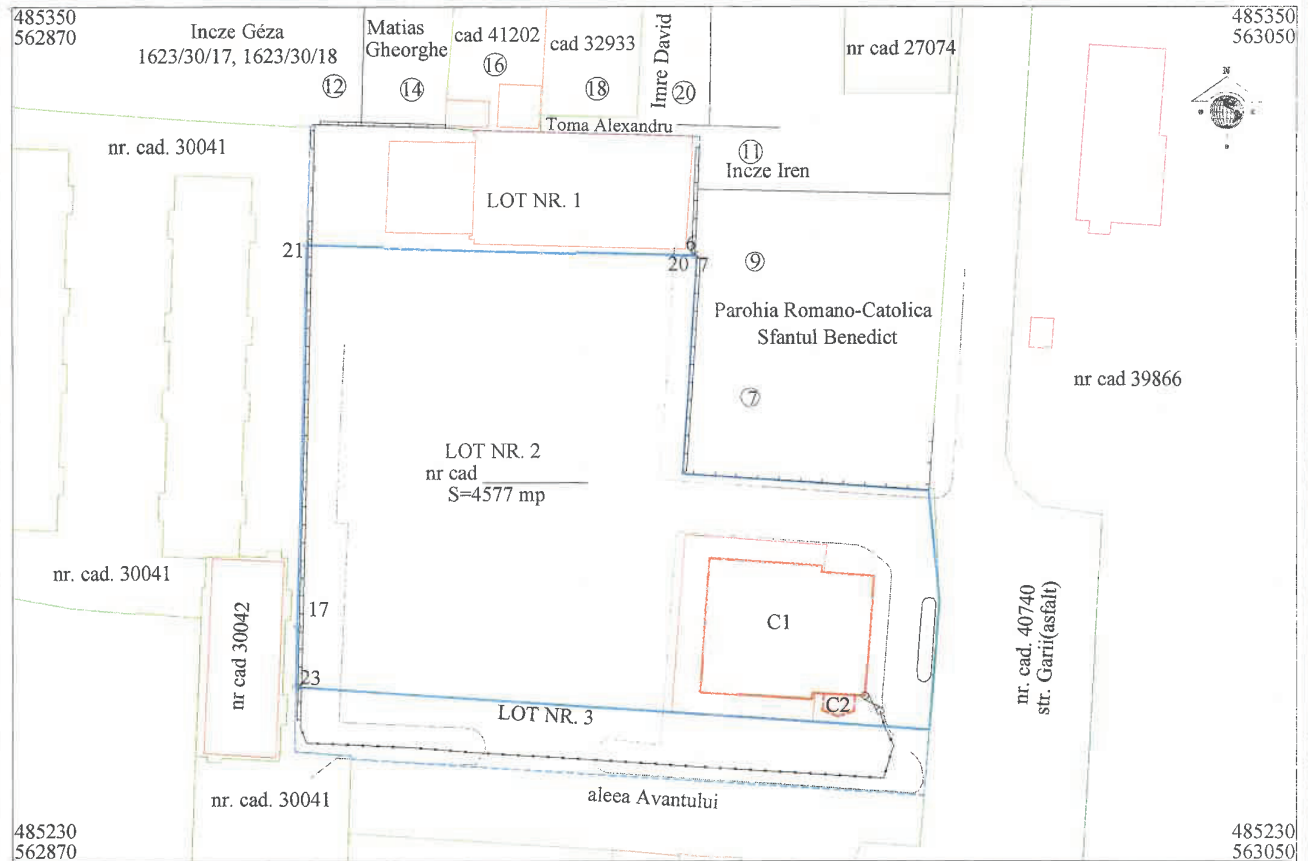 485350
562870
Incze Géza
1623/30/17, 1623/30/18
12
Matias
Gheorghe
14
cad 41202
16
cad 32933
18
Imre David
20
nr cad 27074
485350
563050
N
nr. cad. 30041
Toma Alexandru
11
Incze Iren
LOT NR. 1
21
6
20
7
9
Parohia Romano-Catolica
Sfantul Benedict
7
nr cad 39866
LOT NR. 2
nr cad
S=4577 mp
nr. cad. 30041
nr cad 30042
17
23
C1
C2
nr. cad. 40740
str. Garii(asfalt)
LOT NR. 3
nr. cad. 30041
aleea Avantului
485230
562870
485230
563050